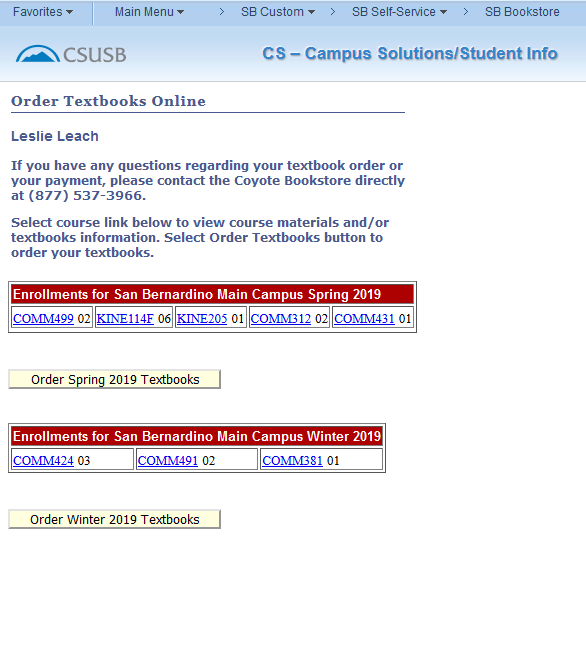 Favorites Main Menu > SB Custom > SB Self-Service > SB Bookstore
CSUSB
CS – Campus Solutions/Student Info
Order Textbooks Online
Leslie Leach
If you have any questions regarding your textbook order or
your payment, please contact the Coyote Bookstore directly
at (877) 537-3966.
Select course link below to view course materials and/or
textbooks information. Select Order Textbooks button to
order your textbooks.
Enrollments for San Bernardino Main Campus Spring 2019
COMM499 02 KINE114F 06 KINE205 01 COMM312 02 COMM431 01
Order Spring 2019 Textbooks
Enrollments for San Bernardino Main Campus Winter 2019
COMM424 03 COMM491 02 COMM381 01
Order Winter 2019 Textbooks